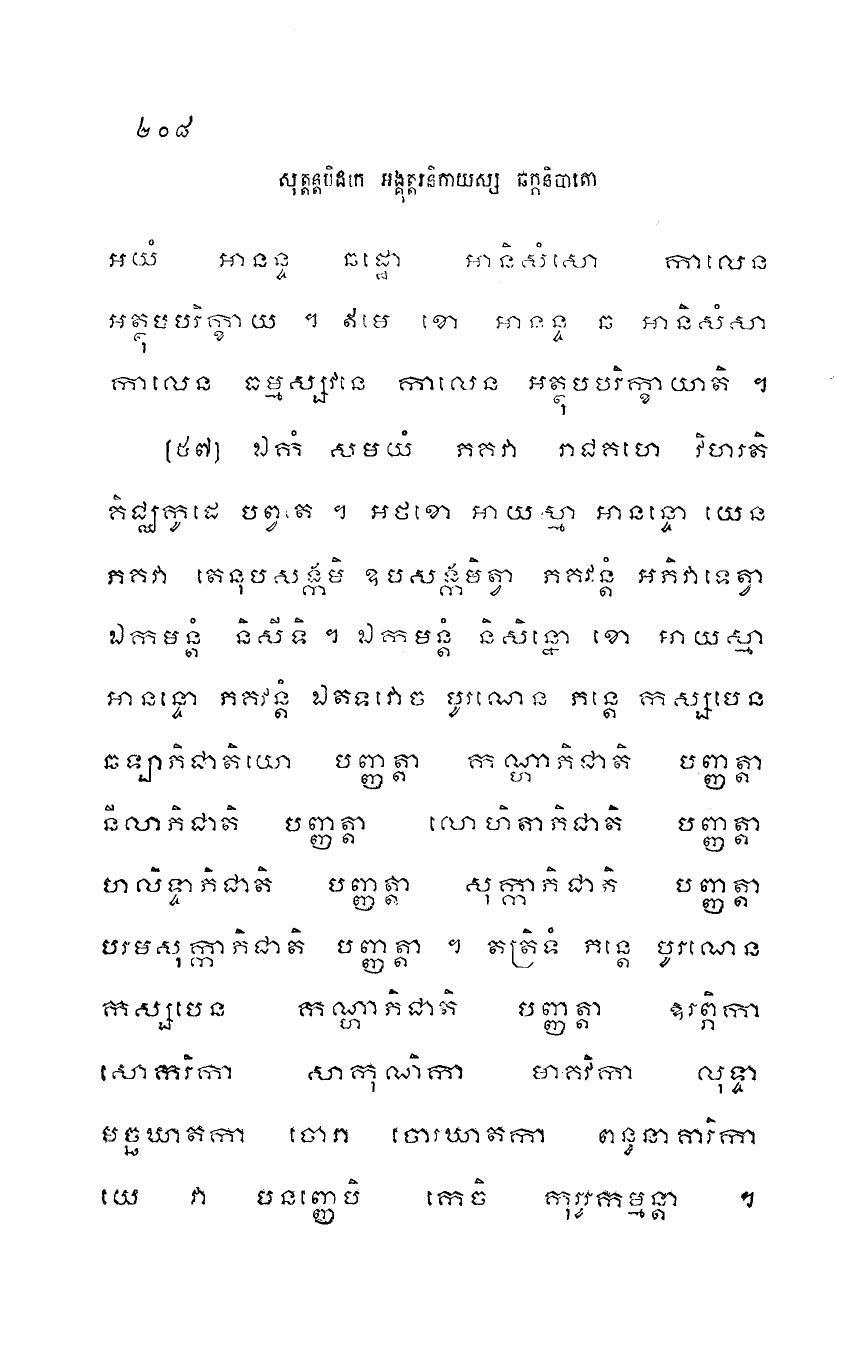 ២០៨
សុត្តន្តបិដកេ អង្គុត្តរនិកាយស្ស ឆក្កនិបាតោ
អយំ អានន្ទ ឆដ្ឋោ អានិសំសោ កាលេន
អត្ថុបបរិក្ខាយ ។ ឥមេ ខោ អានន្ទ ឆ អានិសំសា
កាលេន ធម្មស្សវនេ កាលេន អត្ថុបបរិក្ខាយាតិ ។
(៥៧) ឯកំ សមយំ ភគវា រាជគហេ វិហរតិ
គិជ្ឈកូដេ បព្វតេ ។ អថខោ អាយស្មា អានន្ទោ យេន
ភគវា តេនុបសង្កមិ ឧបសង្កមិត្វា ភគវន្តំ អភិវាទេត្វា
ឯកមន្តំ និសីទិ ។ ឯកមន្តំ និសិន្នោ ខោ អាយស្មា
អានន្ទោ ភគវន្តំ ឯតទវោច បូរណេន ភន្តេ កស្សបេន
ឆឡាភិជាតិយោ បញ្ញត្តា កណ្ហាភិជាតិ បញ្ញត្តា
នីលាភិជាតិ បញ្ញត្តា លោហិតាភិជាតិ បញ្ញត្តា
ហលិទ្ទាភិជាតិ បញ្ញត្តា សុក្កាភិជាតិ បញ្ញត្តា
បរមសុក្កាភិជាតិ បញ្ញត្តា ។ តត្រិទំ ភន្តេ បូរណេន
កស្សបេន កណ្ហាភិជាតិ បញ្ញត្តា ឧរព្ភិកា
សោករិកា សាកុណិកា មាគវិកា លុទ្ទា
មច្ឆឃាតកា ចោរា ចោរឃាតកា ពន្ធនាគារិកា
យេ វា បនញ្ញេបិ កេចិ កុរូរកម្មន្តា ។